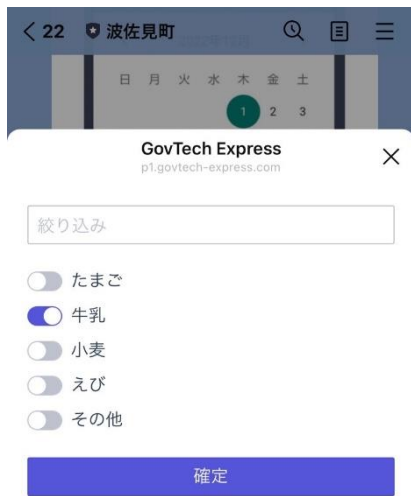 22 波佐見町
日 月 火 水 木 金 土
1 2 3
GovTech Express
p1.govtech-express.com
絞り込み
たまご
牛乳
小麦
えび
その他
確定